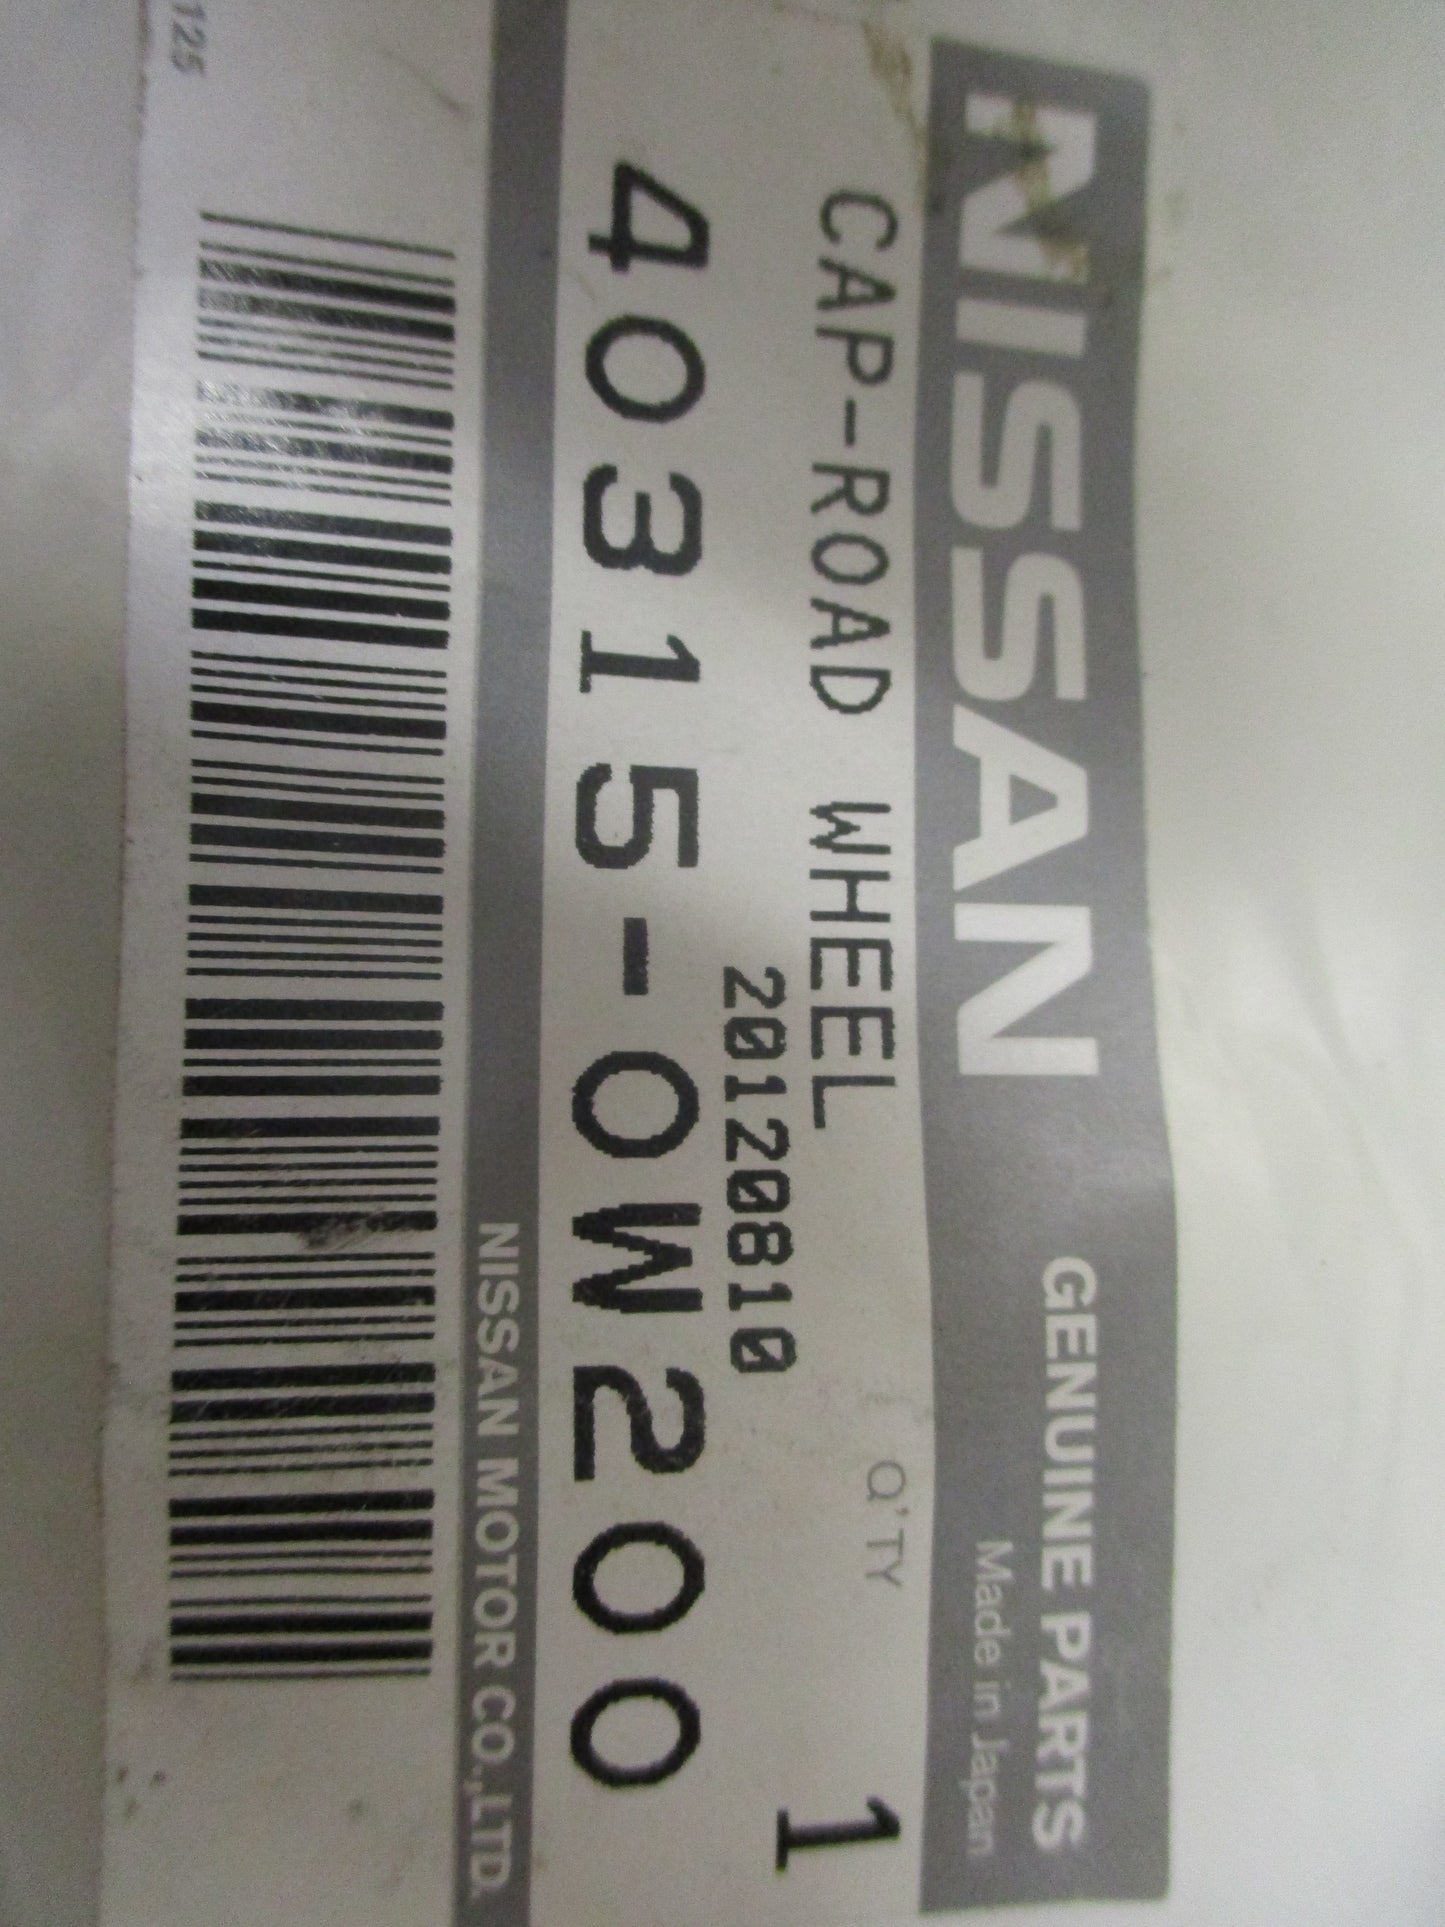 NISSAN GENUINE PARTS
Made in Japan
CAP-ROAD WHEEL
Q'TY 1
20120810
40315-0W200
NISSAN MOTOR CO.,LTD.
125